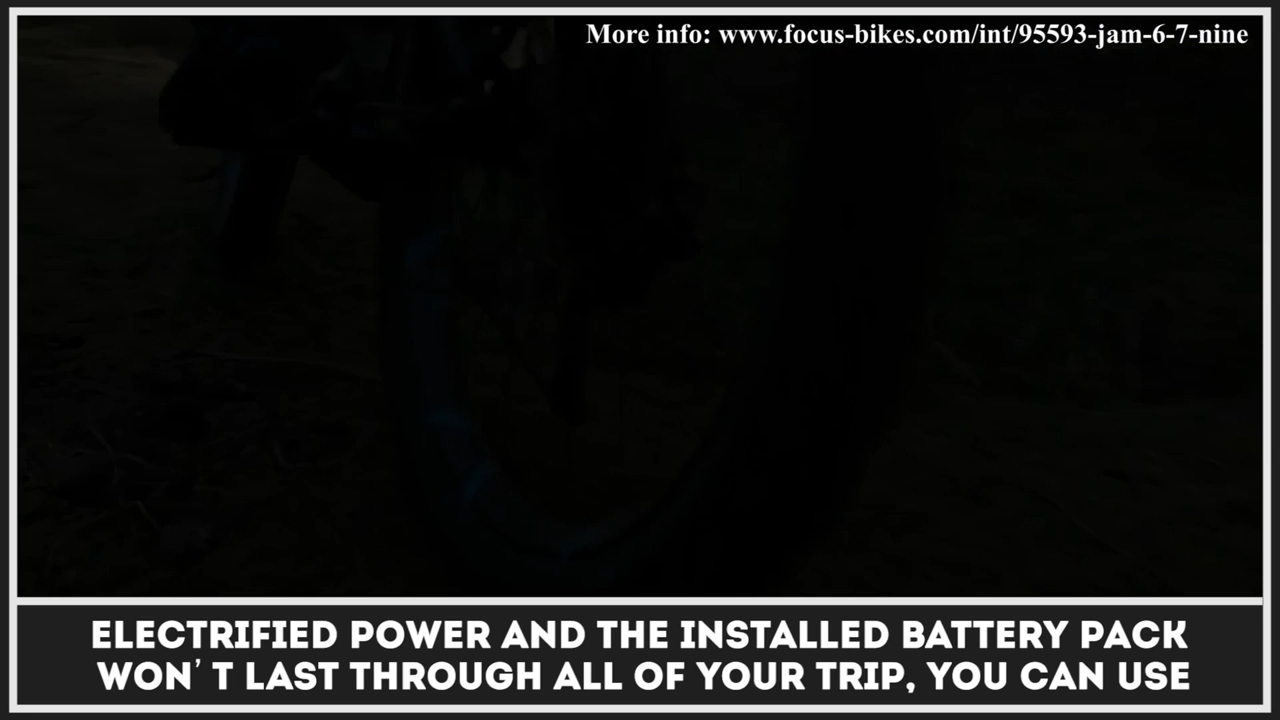 More info: www.focus-bikes.com/int/95593-jam-6-7-nine
ELECTRIFIED POWER AND THE INSTALLED BATTERY PACK
WON'T LAST THROUGH ALL OF YOUR TRIP, YOU CAN USE